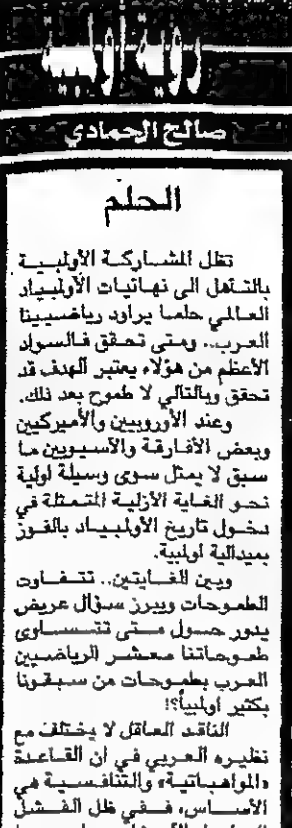 رؤية أولمبية
صالح الحمادي
الحلم
تظل المشاركة الأولمبية
بالتأهل الى نهائيات الأولمبياد
العالمي حلما يراود رياضيينا
العرب.. ومتى تحقق فالسواد
الأعظم من هؤلاء يعتبر الهدف قد
تحقق وبالتالي لا طموح بعد ذلك.
وعند الأوروبيين والأميركيين
وبعض الأفارقة والآسيويين ما
سبق لا يمثل سوى وسيلة اولية
نحو الغاية الأزلية المتمثلة في
دخول تاريخ الأولمبياد بالفوز
بميدالية اولمبية.
وبين الغايتين.. تتفاوت
الطموحات ويبرز سؤال عريض
يدور حول متى تتساوى
طموحاتنا معشر الرياضيين
العرب بطموحات من سبقونا
بكثير أولمبياً؟!
الناقد العاقل لا يختلف مع
نظيره العربي في ان القاعدة
«المواهباتية» والتنافسية هي
الأساس، ففي ظل الفشل